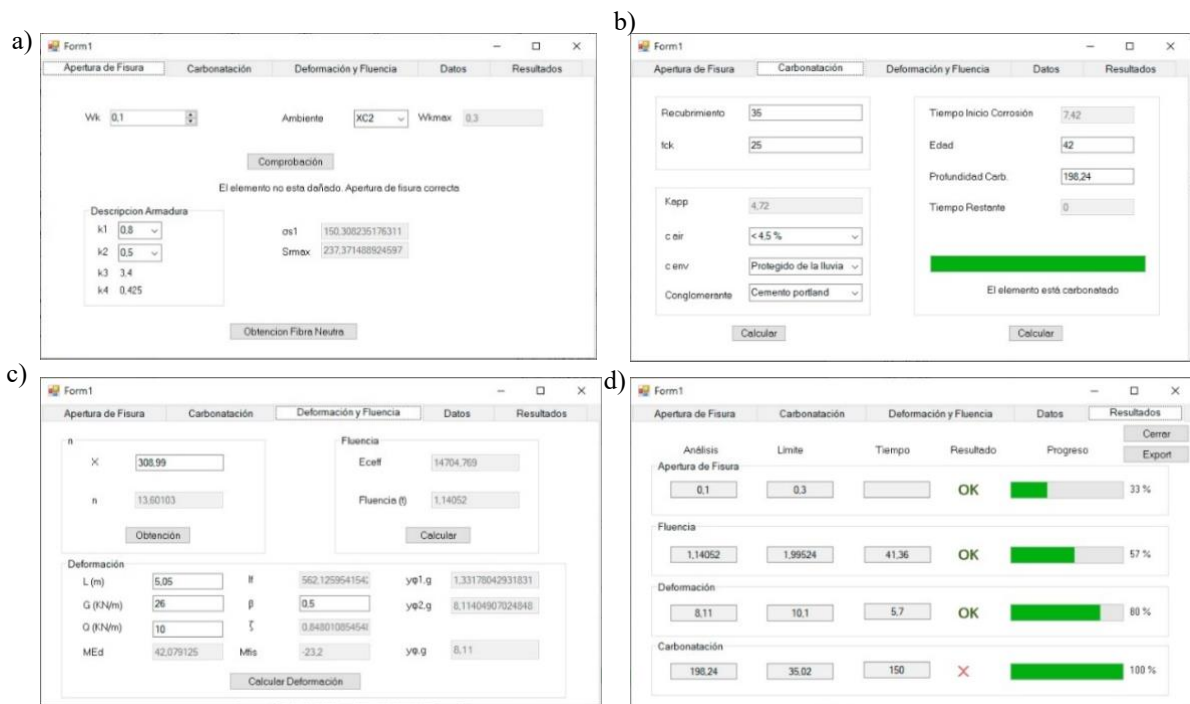 a)
Form1
Apertura de Fisura Carbonatación Deformación y Fluencia Datos Resultados
Wk 0,1 Ambiente XC2 Wkmax 0,3
Comprobación
El elemento no esta dañado. Apertura de fisura correcta
Descripcion Armadura
k1 0,8
k2 0,5
k3 3,4
k4 0,425
σs1 150,308235176311
Srmax 237,371488924597
Obtencion Fibra Neutra
b)
Form1
Apertura de Fisura Carbonatación Deformación y Fluencia Datos Resultados
Recubrimiento 35
fck 25
Kapp 4,72
c air < 4.5 %
c env Protegido de la lluvia
Conglomerante Cemento portland
Calcular
Tiempo Inicio Corrosión 7,42
Edad 42
Profundidad Carb. 198,24
Tiempo Restante 0
El elemento está carbonatado
Calcular
c)
Form1
Apertura de Fisura Carbonatación Deformación y Fluencia Datos Resultados
n
X 308,99
n 13,60103
Obtención
Fluencia
Eceff 14704,769
Fluencia (t) 1,14052
Calcular
Deformación
L (m) 5,05 If β 0,5 yφ1.g 1,33178042931831
G (KN/m) 26 yφ2.g 8,11404907024848
Q (KN/m) 10 ζ
MEd 42,079125 Mfis -23,2 yφ.g 8,11
Calcular Deformación
d)
Form1
Apertura de Fisura Carbonatación Deformación y Fluencia Datos Resultados
Cerrar
Export
Análisis Límite Tiempo Resultado Progreso
Apertura de Fisura
0,1 0,3 OK 33 %
Fluencia
1,14052 1,99524 41,36 OK 57 %
Deformación
8,11 10,1 5,7 OK 80 %
Carbonatación
198,24 35,02 150 X 100 %